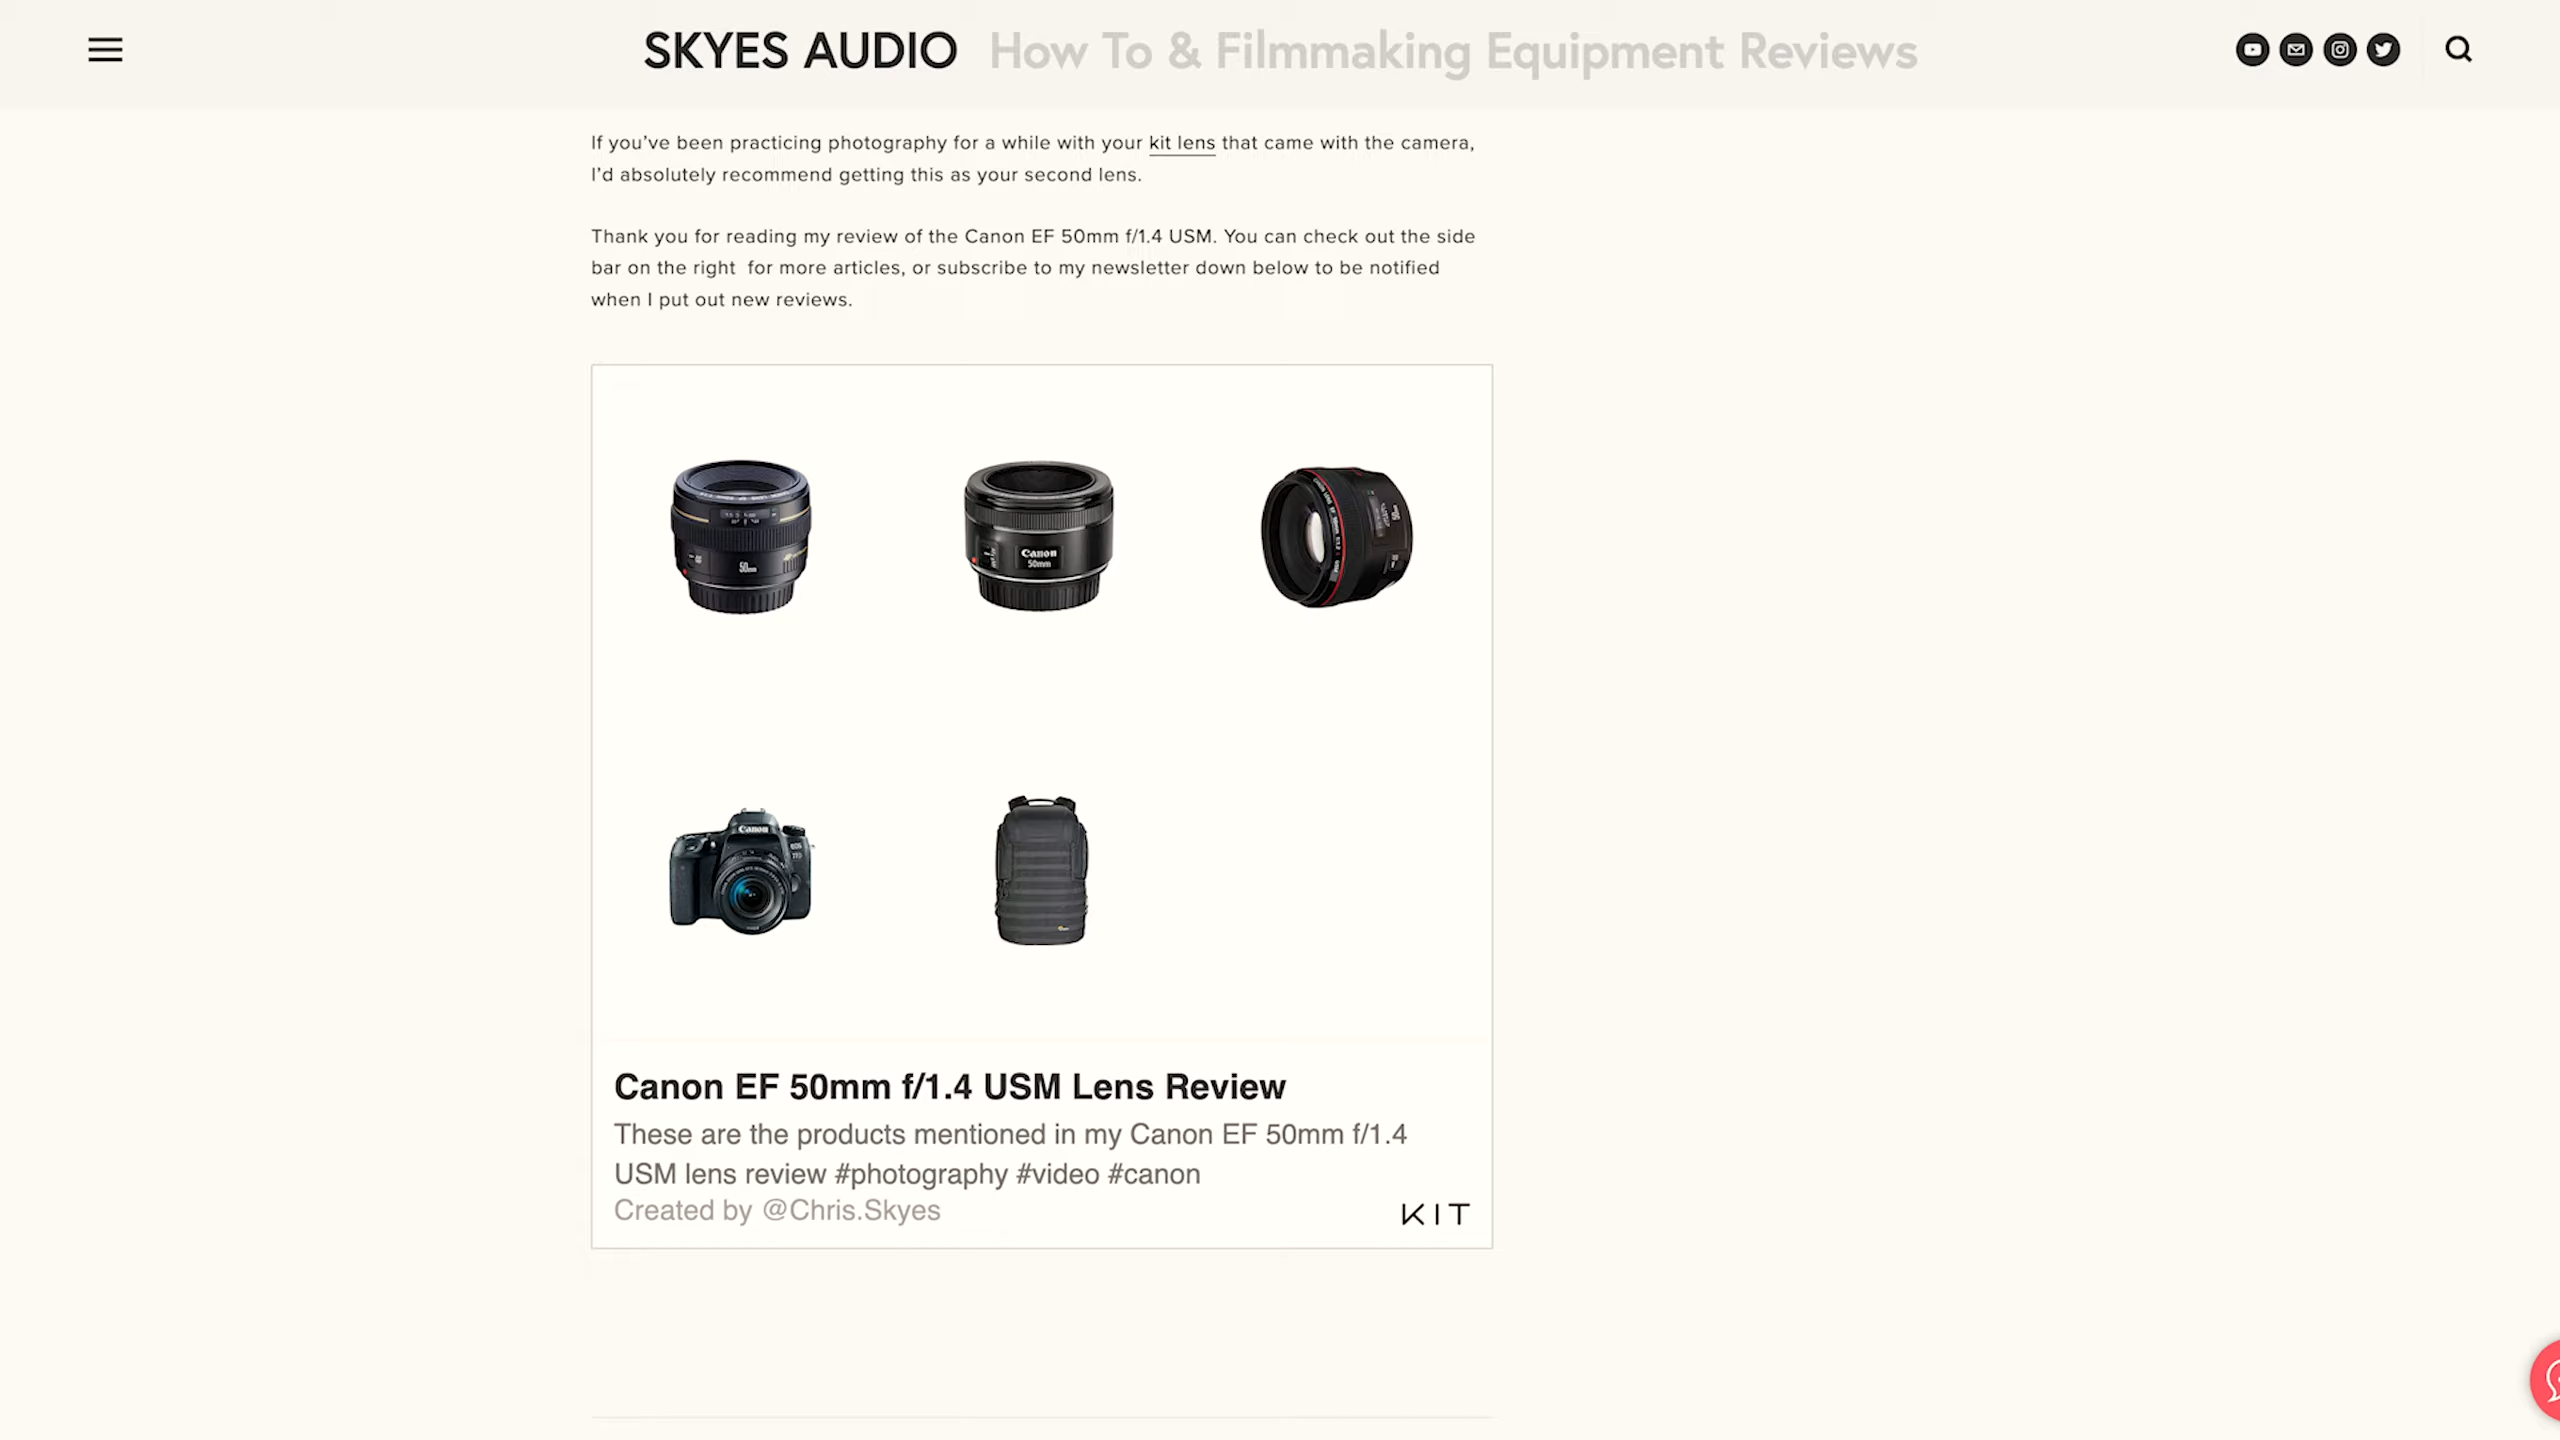 SKYES AUDIO How To & Filmmaking Equipment Reviews
If you’ve been practicing photography for a while with your kit lens that came with the camera,
I’d absolutely recommend getting this as your second lens.
Thank you for reading my review of the Canon EF 50mm f/1.4 USM. You can check out the side
bar on the right  for more articles, or subscribe to my newsletter down below to be notified
when I put out new reviews.
50mm
Canon
50mm
Canon
Canon EF 50mm f/1.4 USM Lens Review
These are the products mentioned in my Canon EF 50mm f/1.4
USM lens review #photography #video #canon
Created by @Chris.Skyes
KIT